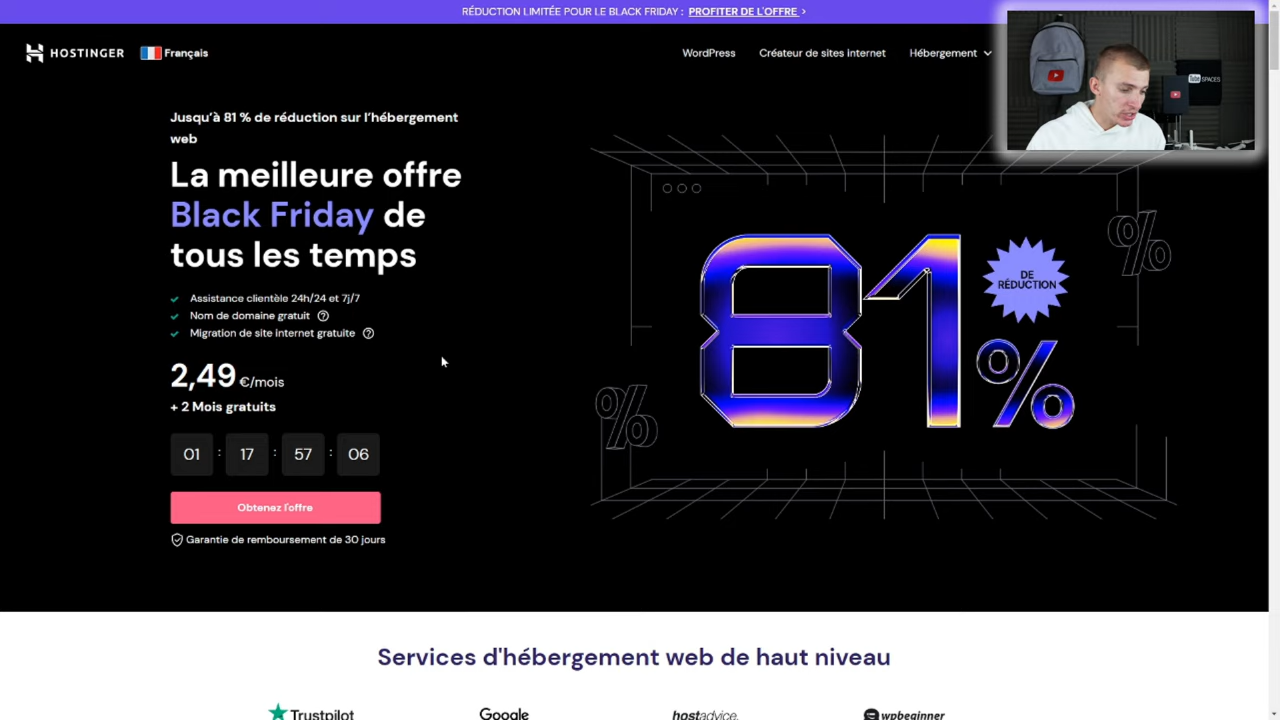 RÉDUCTION LIMITÉE POUR LE BLACK FRIDAY : PROFITER DE L'OFFRE >
HOSTINGER
Français
WordPress
Créateur de sites internet
Hébergement
Tube SPACES
Jusqu'à 81 % de réduction sur l'hébergement
web
La meilleure offre
Black Friday de
tous les temps
Assistance clientèle 24h/24 et 7j/7
Nom de domaine gratuit ?
Migration de site internet gratuite ?
2,49 €/mois
+ 2 Mois gratuits
01 : 17 : 57 : 06
Obtenez l'offre
Garantie de remboursement de 30 jours
81%
DE
RÉDUCTION
%
%
Services d'hébergement web de haut niveau
Trustpilot
Google
hostadvice.
wpbeginner